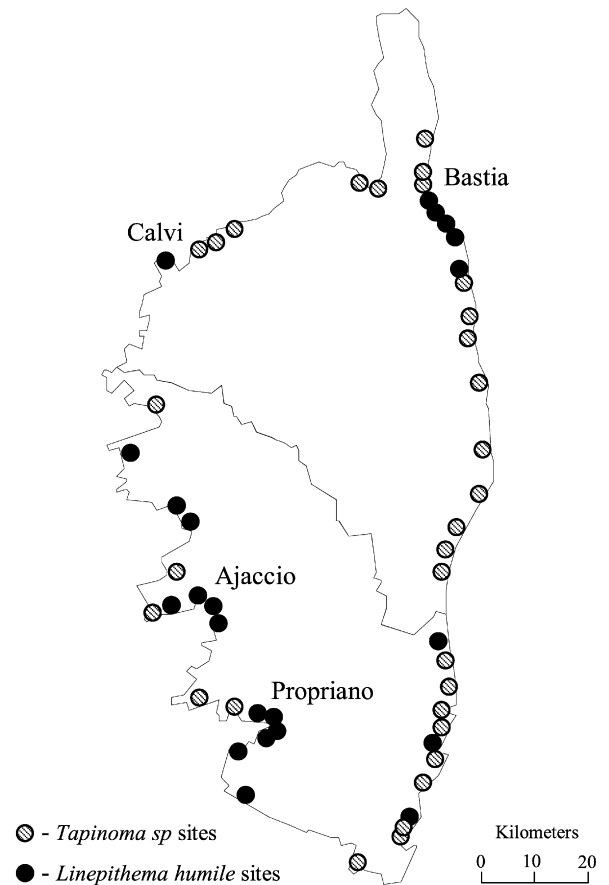 Bastia
Calvi
Ajaccio
Propriano
- Tapinoma sp sites
- Linepithema humile sites
Kilometers
0 10 20